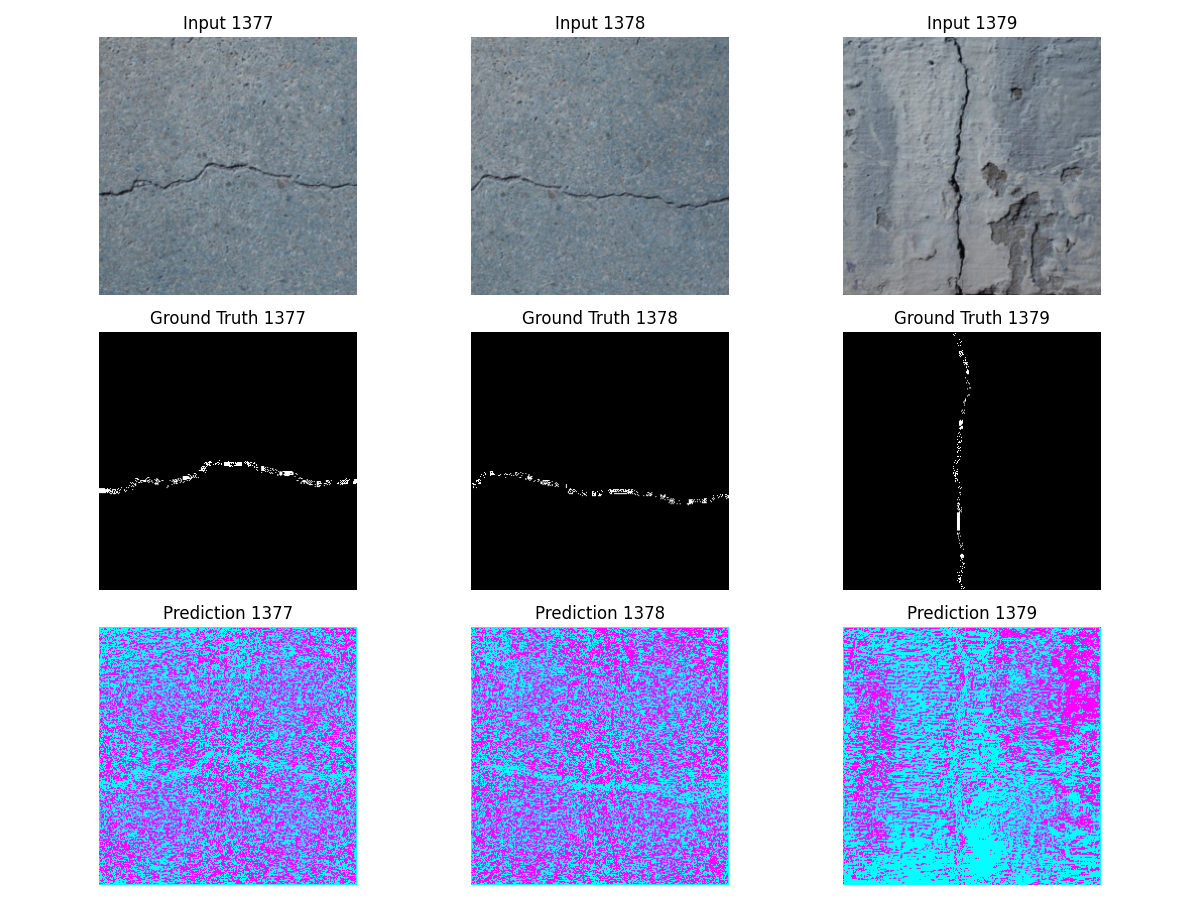 Input 1377
Input 1378
Input 1379
Ground Truth 1377
Ground Truth 1378
Ground Truth 1379
Prediction 1377
Prediction 1378
Prediction 1379